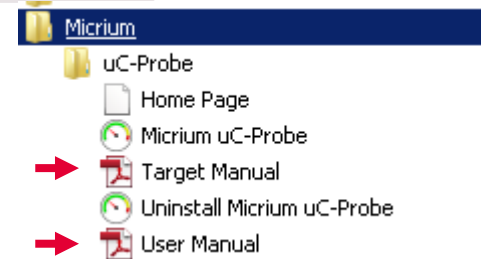 Micrium
uC-Probe
Home Page
Micrium uC-Probe
Target Manual
Uninstall Micrium uC-Probe
User Manual